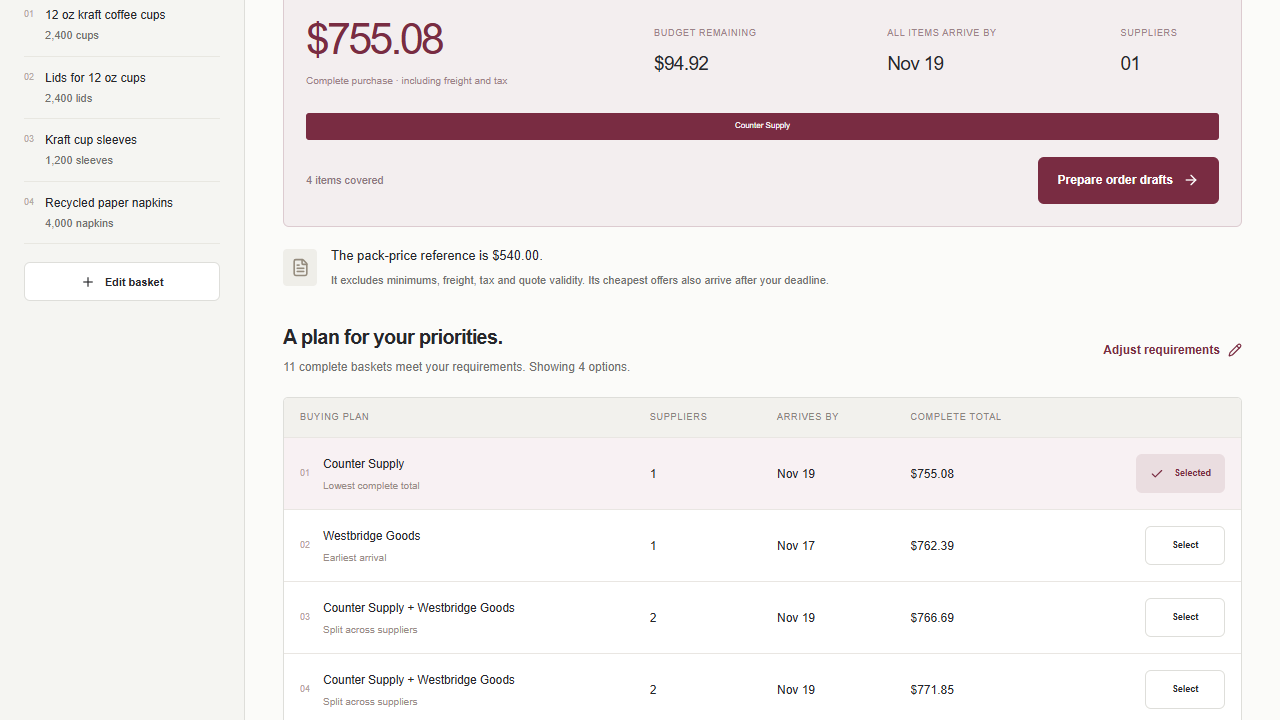 01 12 oz kraft coffee cups
2,400 cups
02 Lids for 12 oz cups
2,400 lids
03 Kraft cup sleeves
1,200 sleeves
04 Recycled paper napkins
4,000 napkins
Edit basket
$755.08
Complete purchase · including freight and tax
BUDGET REMAINING
$94.92
ALL ITEMS ARRIVE BY
Nov 19
SUPPLIERS
01
Counter Supply
4 items covered
Prepare order drafts
The pack-price reference is $540.00.
It excludes minimums, freight, tax and quote validity. Its cheapest offers also arrive after your deadline.
A plan for your priorities.
11 complete baskets meet your requirements. Showing 4 options.
Adjust requirements
BUYING PLAN SUPPLIERS ARRIVES BY COMPLETE TOTAL
01 Counter Supply 1 Nov 19 $755.08 Selected
Lowest complete total
02 Westbridge Goods 1 Nov 17 $762.39 Select
Earliest arrival
03 Counter Supply + Westbridge Goods 2 Nov 19 $766.69 Select
Split across suppliers
04 Counter Supply + Westbridge Goods 2 Nov 19 $771.85 Select
Split across suppliers